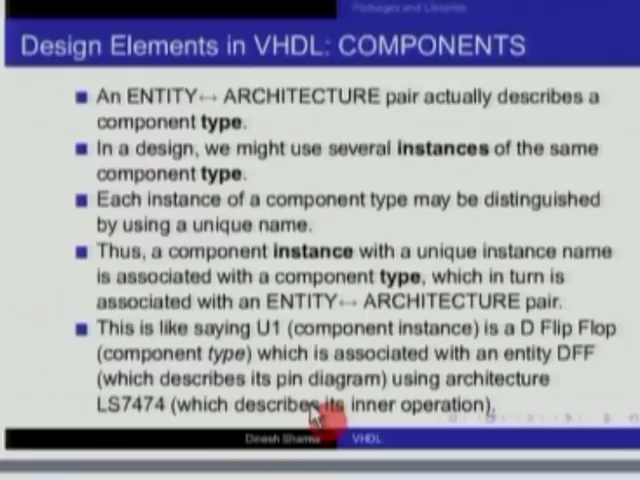 Packages and Libraries
Design Elements in VHDL: COMPONENTS
An ENTITY↔ ARCHITECTURE pair actually describes a
component type.
In a design, we might use several instances of the same
component type.
Each instance of a component type may be distinguished
by using a unique name.
Thus, a component instance with a unique instance name
is associated with a component type, which in turn is
associated with an ENTITY↔ ARCHITECTURE pair.
This is like saying U1 (component instance) is a D Flip Flop
(component type) which is associated with an entity DFF
(which describes its pin diagram) using architecture
LS7474 (which describes its inner operation).
Dinesh Sharma VHDL